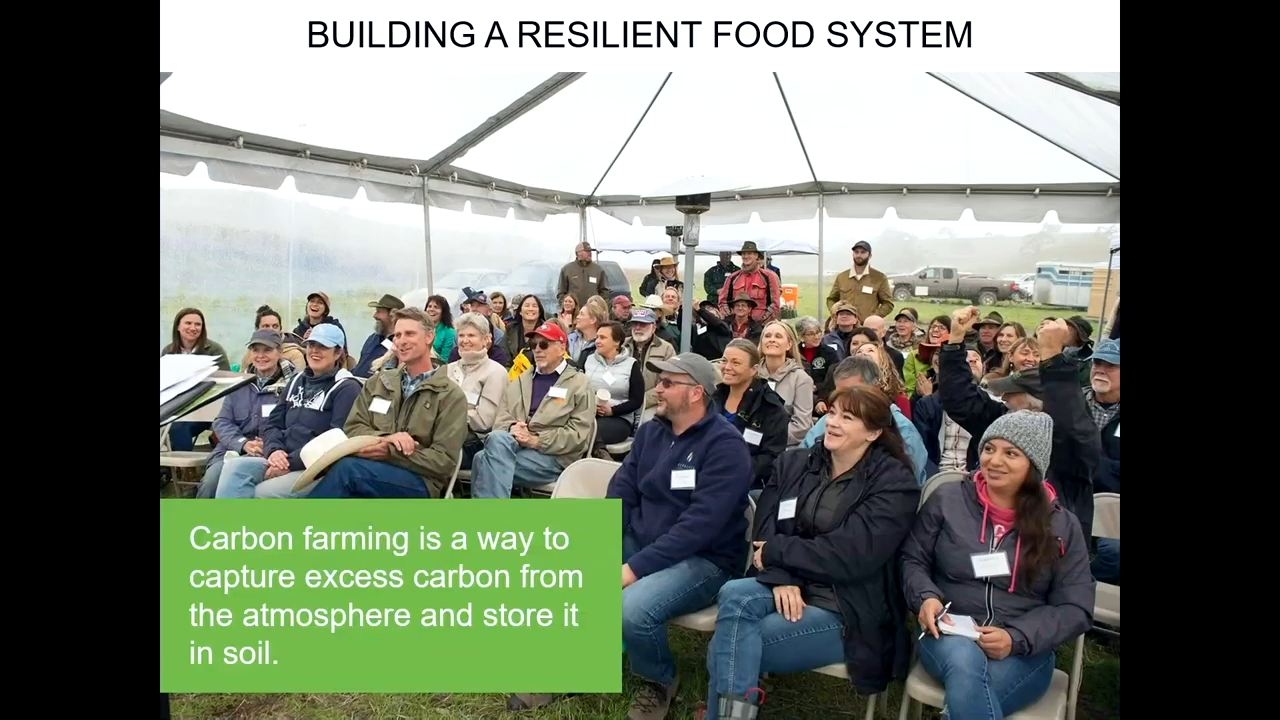 BUILDING A RESILIENT FOOD SYSTEM
Carbon farming is a way to
capture excess carbon from
the atmosphere and store it
in soil.